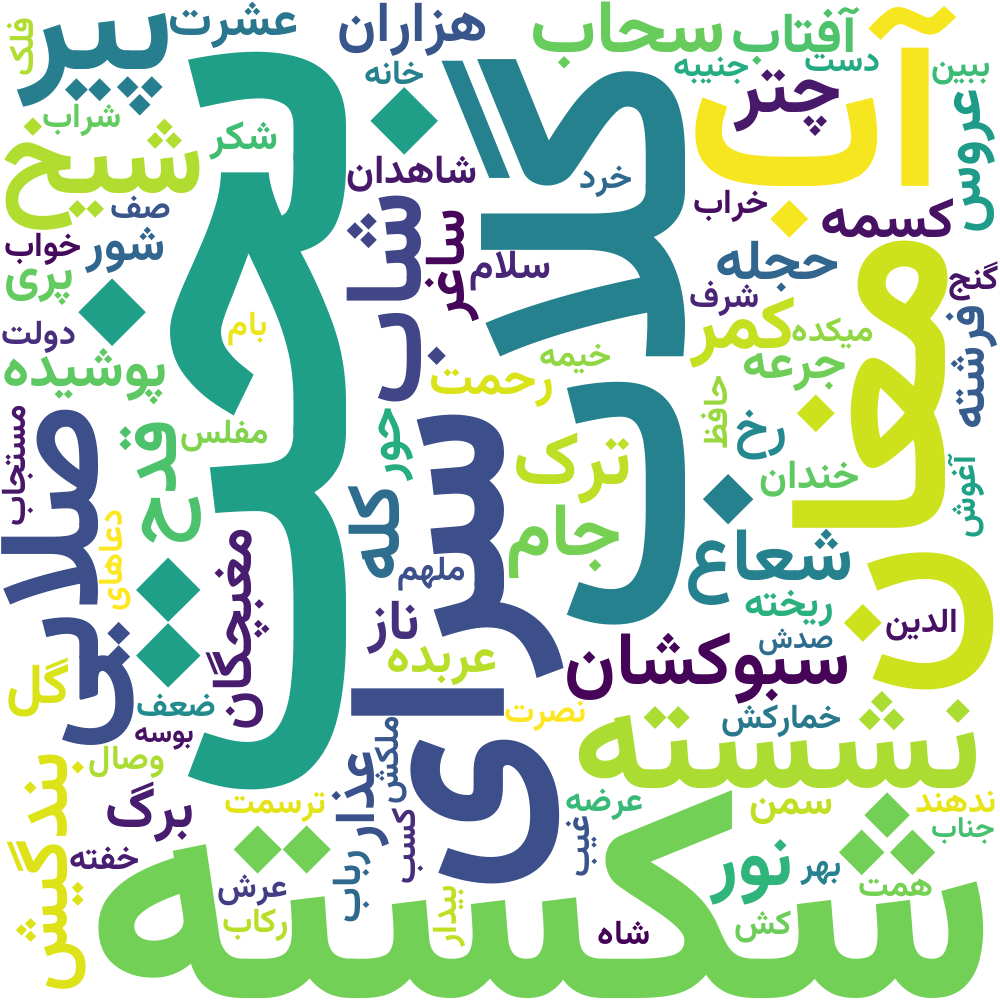 فلک
پیر
عشرت
هزاران
سحاب
آفتاب
آب
ببین
خانه
جنیبه
دست
چتر
عروس
بخت
گلاب
شراب
شیخ
شکر
شاهدان
خرد
خراب
کسمه
صف
شور
خواب
پری
شاب
ساغر
سلام
حجله
گنج
شرف
مغان
دولت
بام
کمر
میکده
فرشته
پوشیده
خیمه
جرعه
رحمت
مستجاب
صلایی
قدح
مفلس
حور
سرای
حافظ
رخ
ترک
خندان
آغوش
دعاهای
مغبچگان
کله
ملهم
جام
شعاع
ریخته
الدین
ناز
صدش
عربده
سبوکشان
گل
ضعف
نصرت
خمارکش
نشسته
بوسه
وصال
ملکش
عذار
بندگیش
برگ
ترسمت
عرضه
سمن
ندهند
جناب
کسب
غیب
خفته
شکسته
رباب
نور
بهر
همت
عرش
رکاب
بیدار
شاه
کش